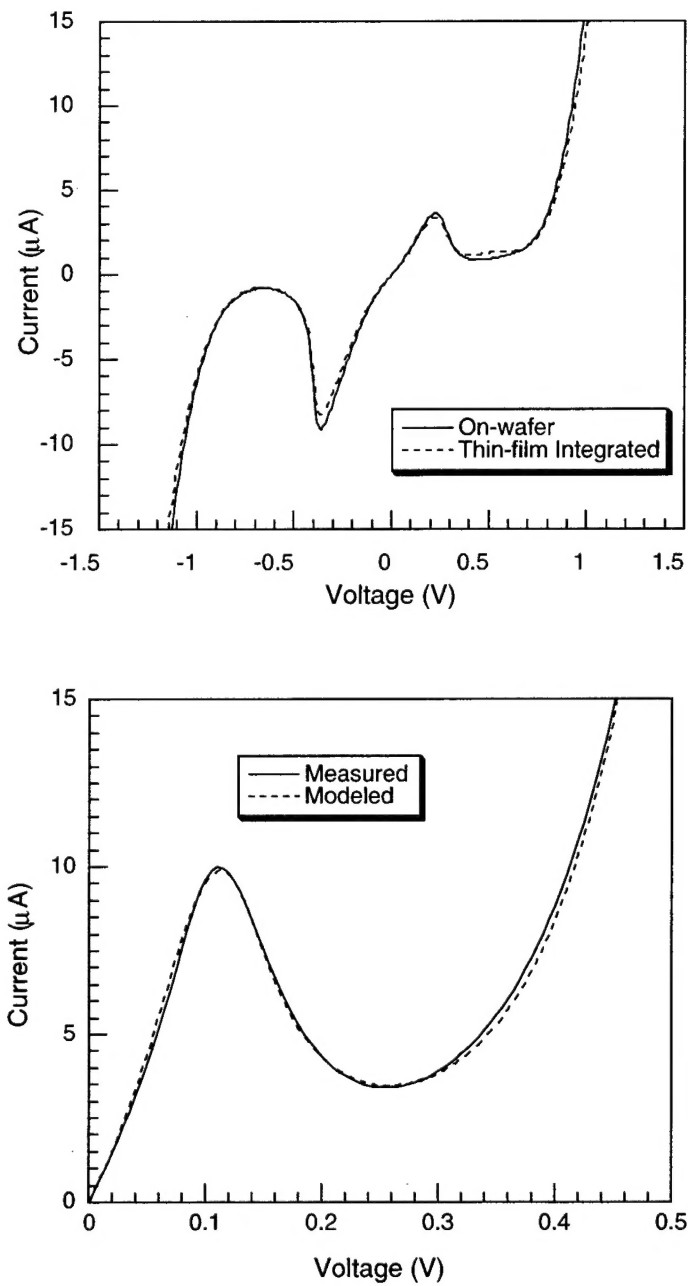 15
10
5
0
-5
-10
-15
Current (μA)
On-wafer
Thin-film Integrated
-1.5 -1 -0.5 0 0.5 1 1.5
Voltage (V)
15
10
5
0
Current (μA)
Measured
Modeled
0 0.1 0.2 0.3 0.4 0.5
Voltage (V)